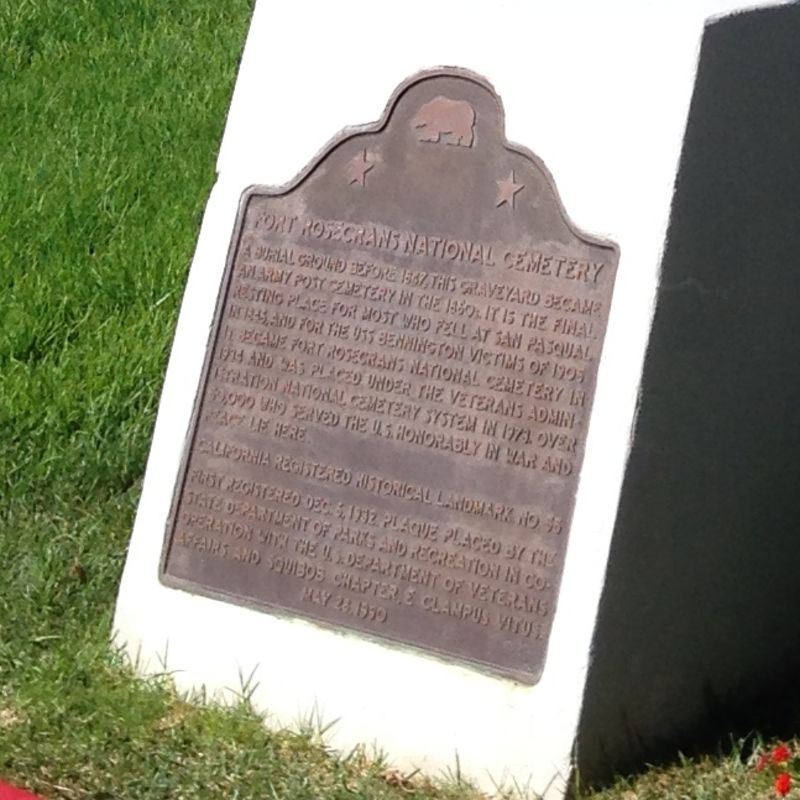 FORT ROSECRANS NATIONAL CEMETERY
A BURIAL GROUND BEFORE 1847, THIS GRAVEYARD BECAME
AN ARMY POST CEMETERY IN THE 1860s. IT IS THE FINAL
RESTING PLACE FOR MOST WHO FELL AT SAN PASQUAL
IN 1846, AND FOR THE USS BENNINGTON VICTIMS OF 1905
IT BECAME FORT ROSECRANS NATIONAL CEMETERY IN
1934 AND WAS PLACED UNDER THE VETERANS ADMIN-
ISTRATION NATIONAL CEMETERY SYSTEM IN 1973. OVER
50,000 WHO SERVED THE U.S. HONORABLY IN WAR AND
PEACE LIE HERE.
CALIFORNIA REGISTERED HISTORICAL LANDMARK NO. 55
FIRST REGISTERED DEC. 6, 1932. PLAQUE PLACED BY THE
STATE DEPARTMENT OF PARKS AND RECREATION IN CO-
OPERATION WITH THE U.S. DEPARTMENT OF VETERANS
AFFAIRS AND SQUIBOB CHAPTER, E CLAMPUS VITUS.
MAY 28, 1990